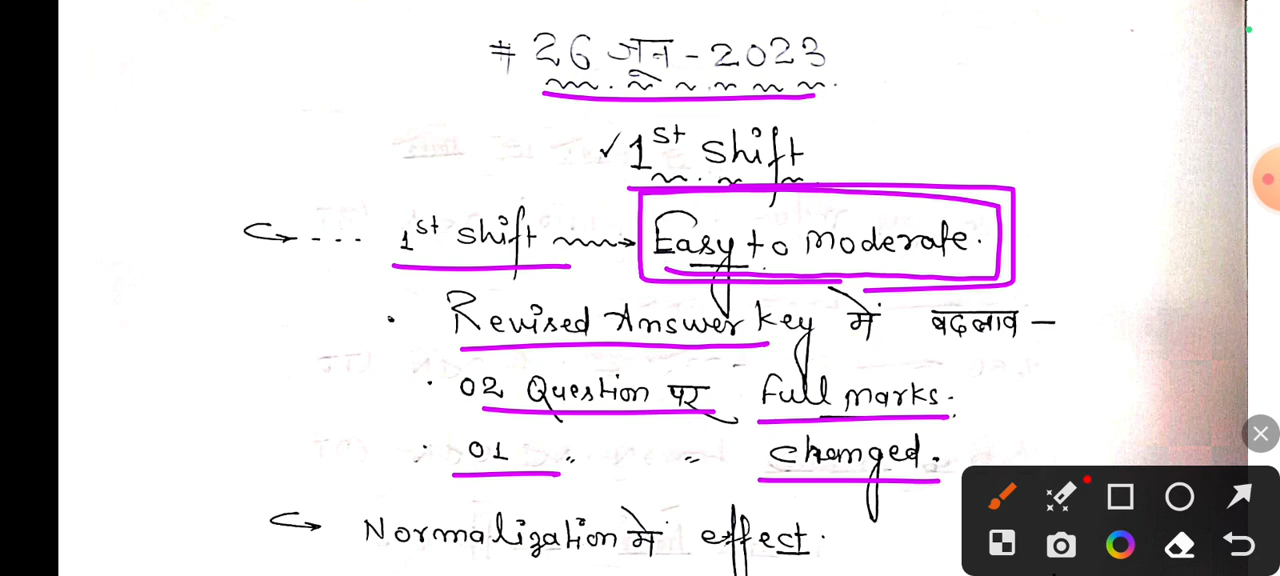 # 26 जून - 2023
✓ 1st shift
↪ ... 1st shift → Easy to moderate.
. Revised Answer key में बदलाव -
. 02 Question पर full marks.
. 01 " " changed.
↪ Normalization में effect.